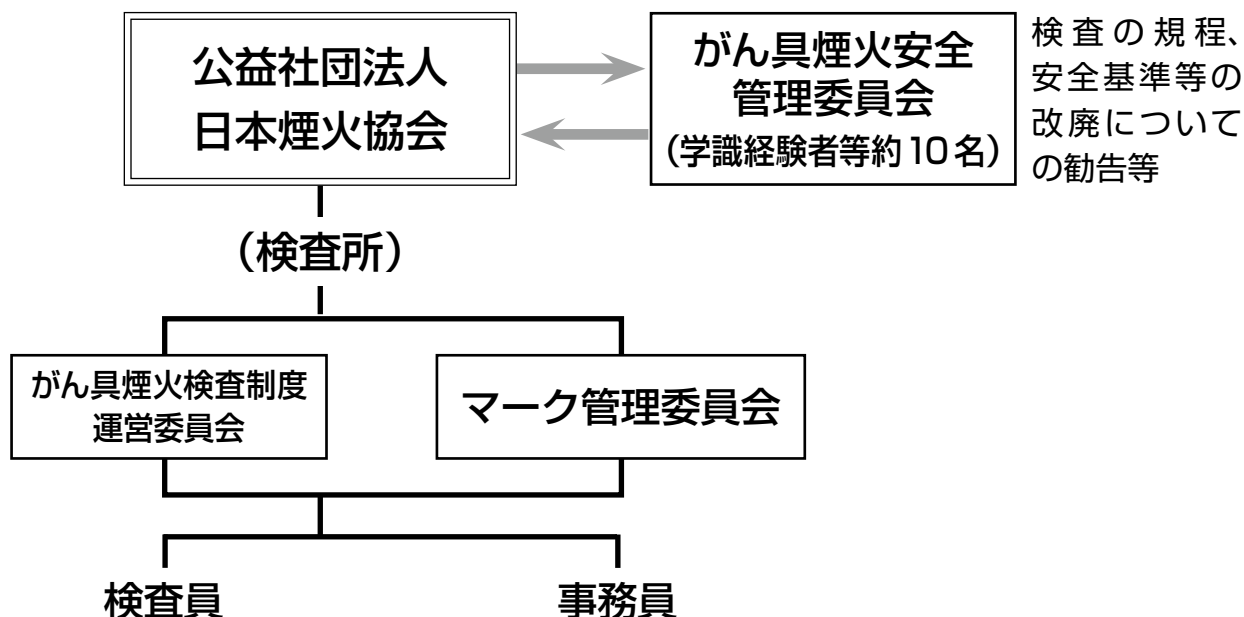 公益社団法人
日本煙火協会
がん具煙火安全
管理委員会
（学識経験者等約10名）
検査の規程、
安全基準等の
改廃について
の勧告等
（検査所）
がん具煙火検査制度
運営委員会
マーク管理委員会
検査員
事務員